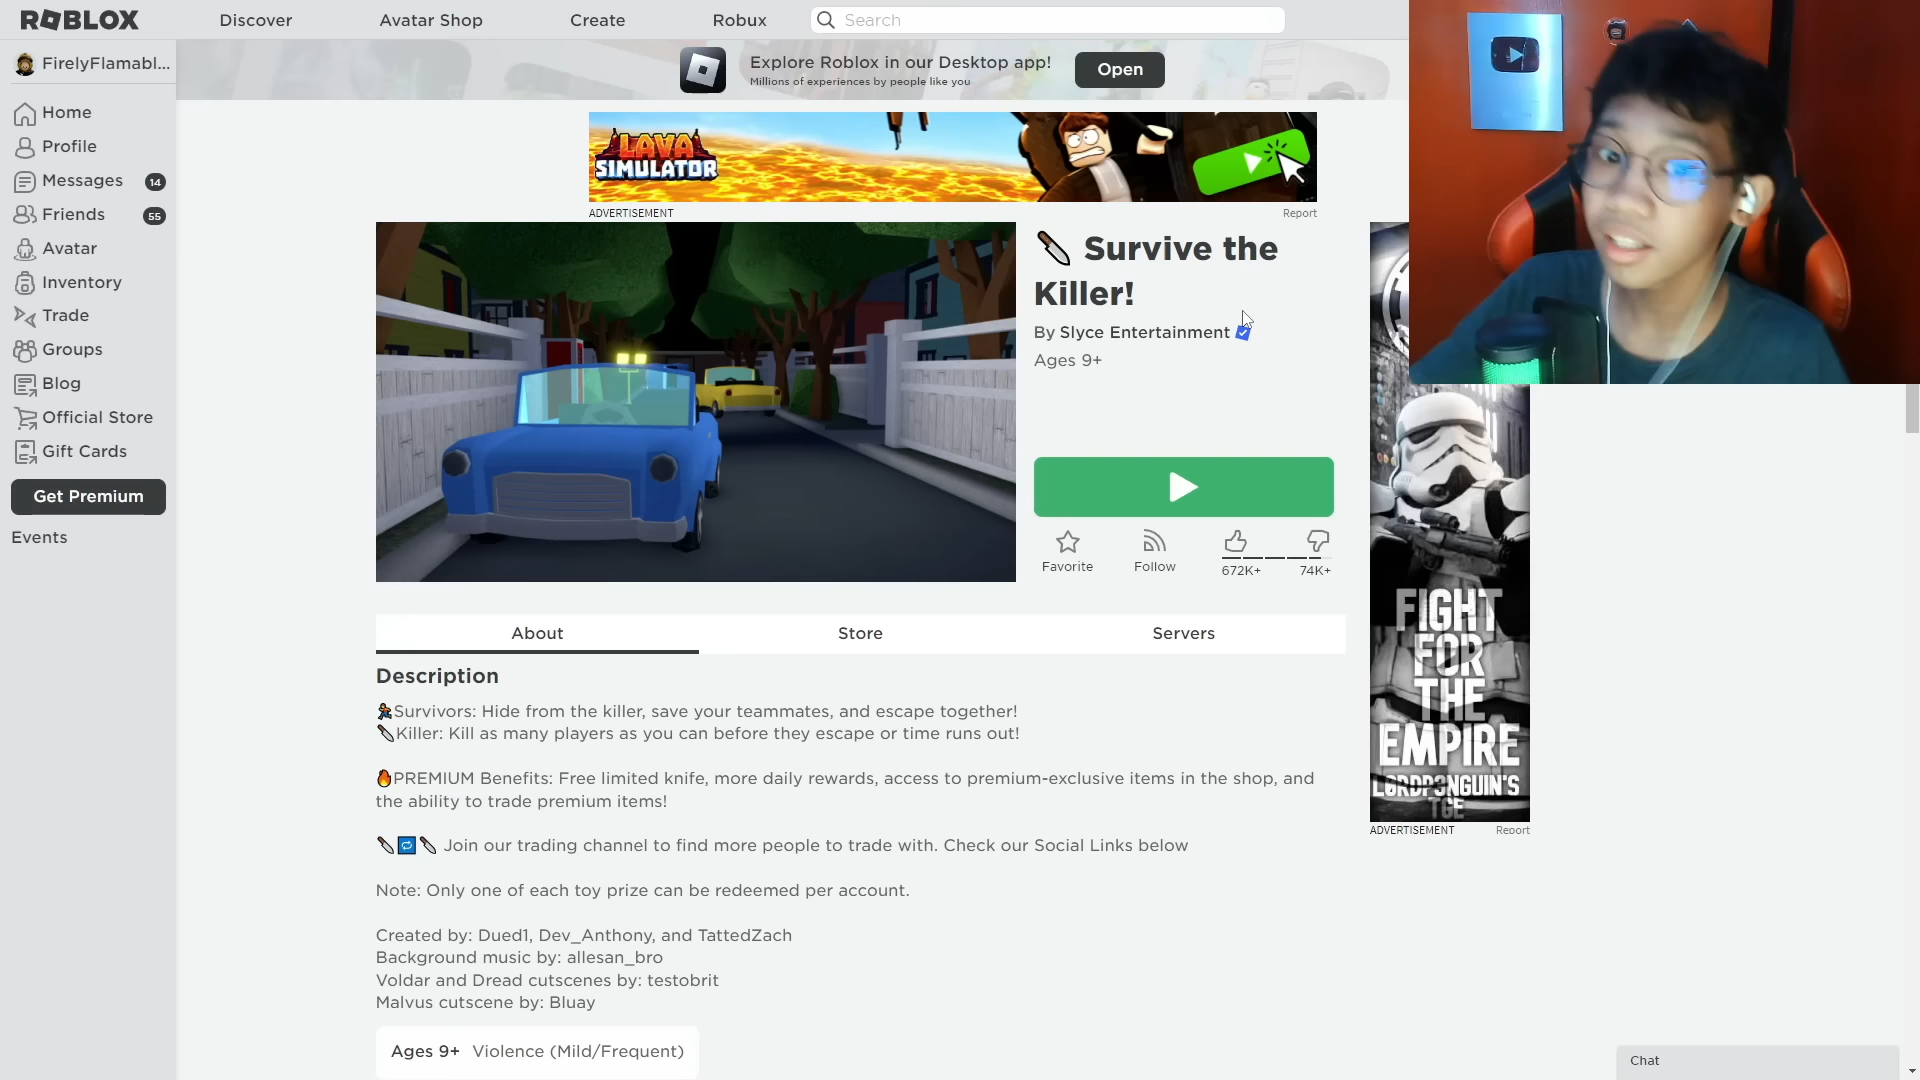 ROBLOX
Discover
Avatar Shop
Create
Robux
Search
FirelyFlamabl...
Home
Profile
Messages 14
Friends 55
Avatar
Inventory
Trade
Groups
Blog
Official Store
Gift Cards
Get Premium
Events
Explore Roblox in our Desktop app!
Millions of experiences by people like you
Open
LAVA
SIMULATOR
ADVERTISEMENT
Report
🔪 Survive the
Killer!
By Slyce Entertainment
Ages 9+
Favorite
Follow
672K+
74K+
About
Store
Servers
Description
Survivors: Hide from the killer, save your teammates, and escape together!
🔪Killer: Kill as many players as you can before they escape or time runs out!
🔥PREMIUM Benefits: Free limited knife, more daily rewards, access to premium-exclusive items in the shop, and
the ability to trade premium items!
🔪🔁🔪 Join our trading channel to find more people to trade with. Check our Social Links below
Note: Only one of each toy prize can be redeemed per account.
Created by: Dued1, Dev_Anthony, and TattedZach
Background music by: allesan_bro
Voldar and Dread cutscenes by: testobrit
Malvus cutscene by: Bluay
Ages 9+ Violence (Mild/Frequent)
FIGHT
FOR
THE
EMPIRE
LORDP3NGUIN'S
TGE
ADVERTISEMENT
Report
Chat